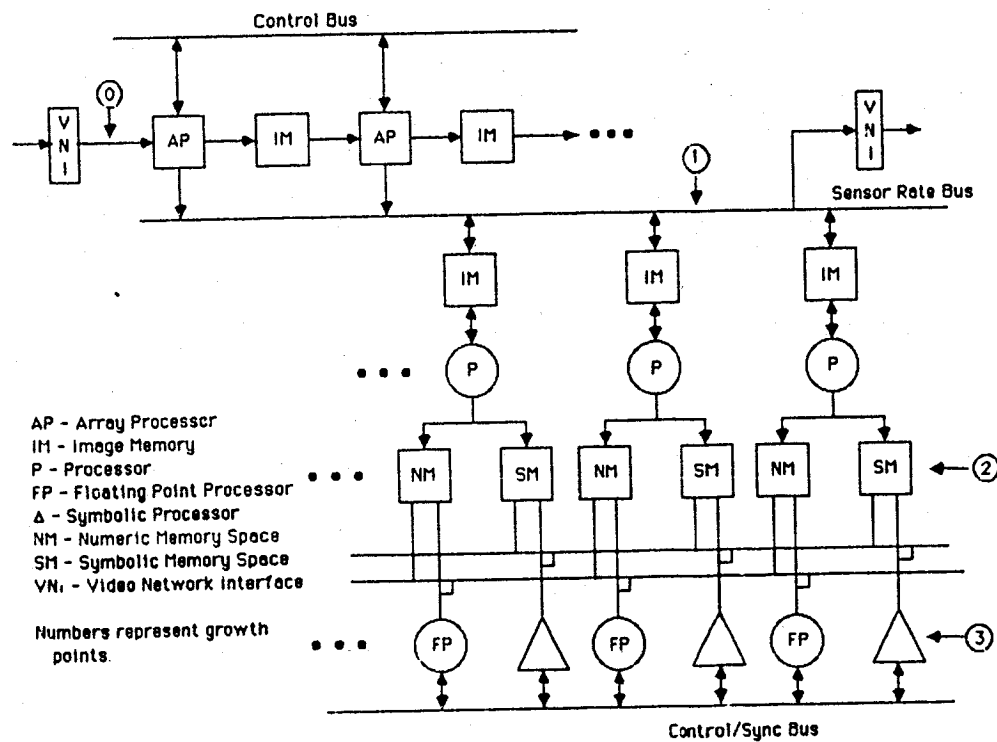 Control Bus
0
V N I
AP
IM
AP
IM
V N I
1
Sensor Rate Bus
IM
IM
IM
P
P
P
AP - Array Processor
IM - Image Memory
P - Processor
FP - Floating Point Processor
Δ - Symbolic Processor
NM - Numeric Memory Space
SM - Symbolic Memory Space
VNI - Video Network Interface
NM
SM
NM
SM
NM
SM
2
Numbers represent growth
points.
FP
FP
FP
3
Control/Sync Bus